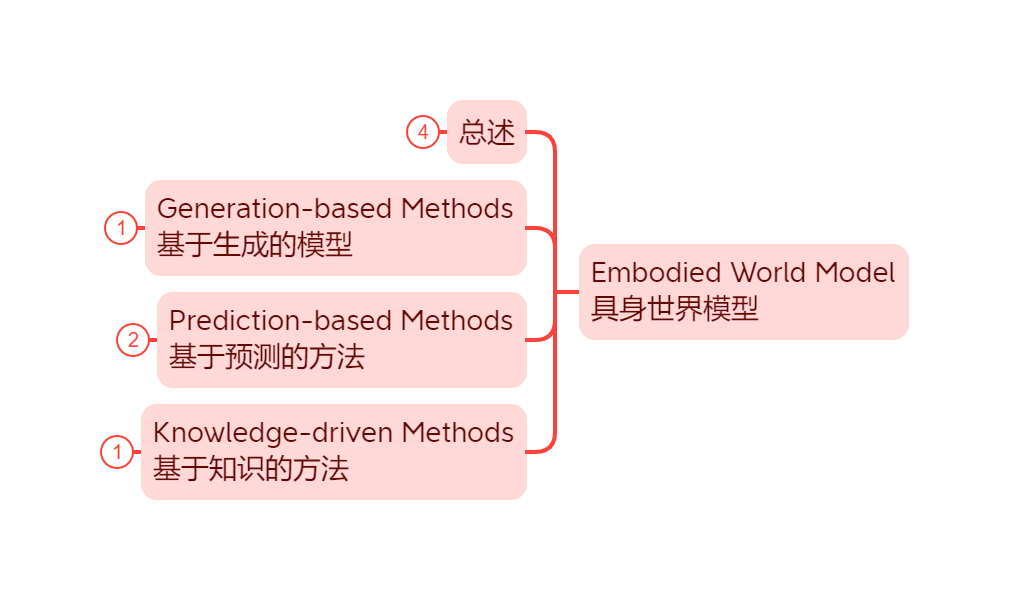 4
总述
1
Generation-based Methods
基于生成的模型
2
Prediction-based Methods
基于预测的方法
1
Knowledge-driven Methods
基于知识的方法
Embodied World Model
具身世界模型